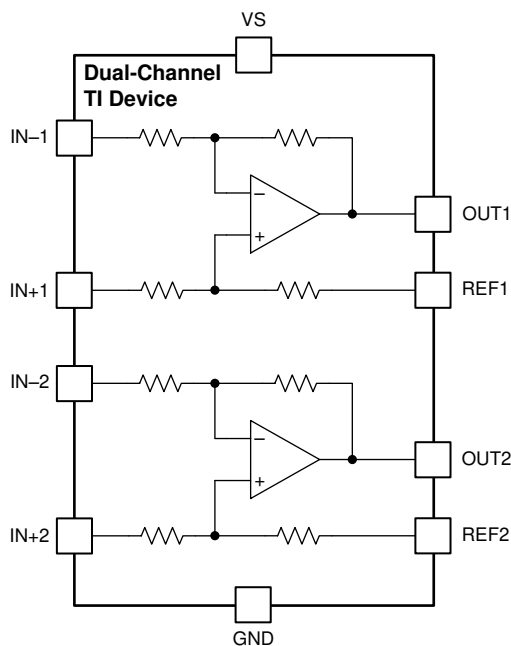 VS
Dual-Channel
TI Device
IN–1
−
OUT1
+
IN+1
REF1
IN–2
−
OUT2
+
IN+2
REF2
GND